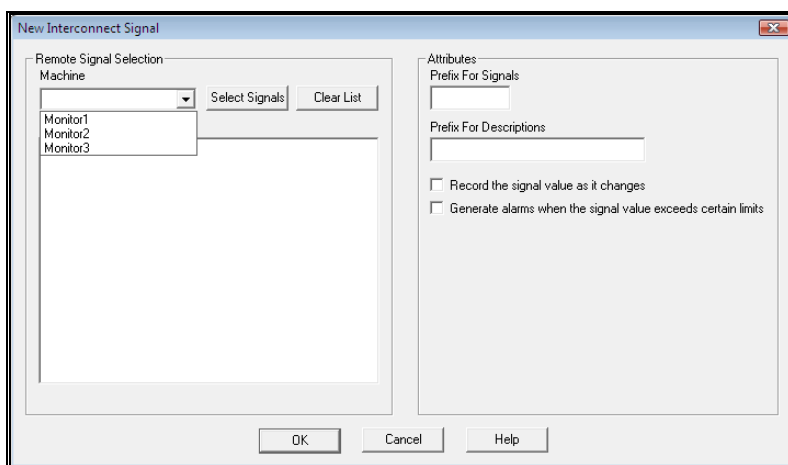 New Interconnect Signal
Remote Signal Selection
Machine
Select Signals
Clear List
Monitor1
Monitor2
Monitor3
Attributes
Prefix For Signals
Prefix For Descriptions
Record the signal value as it changes
Generate alarms when the signal value exceeds certain limits
OK
Cancel
Help